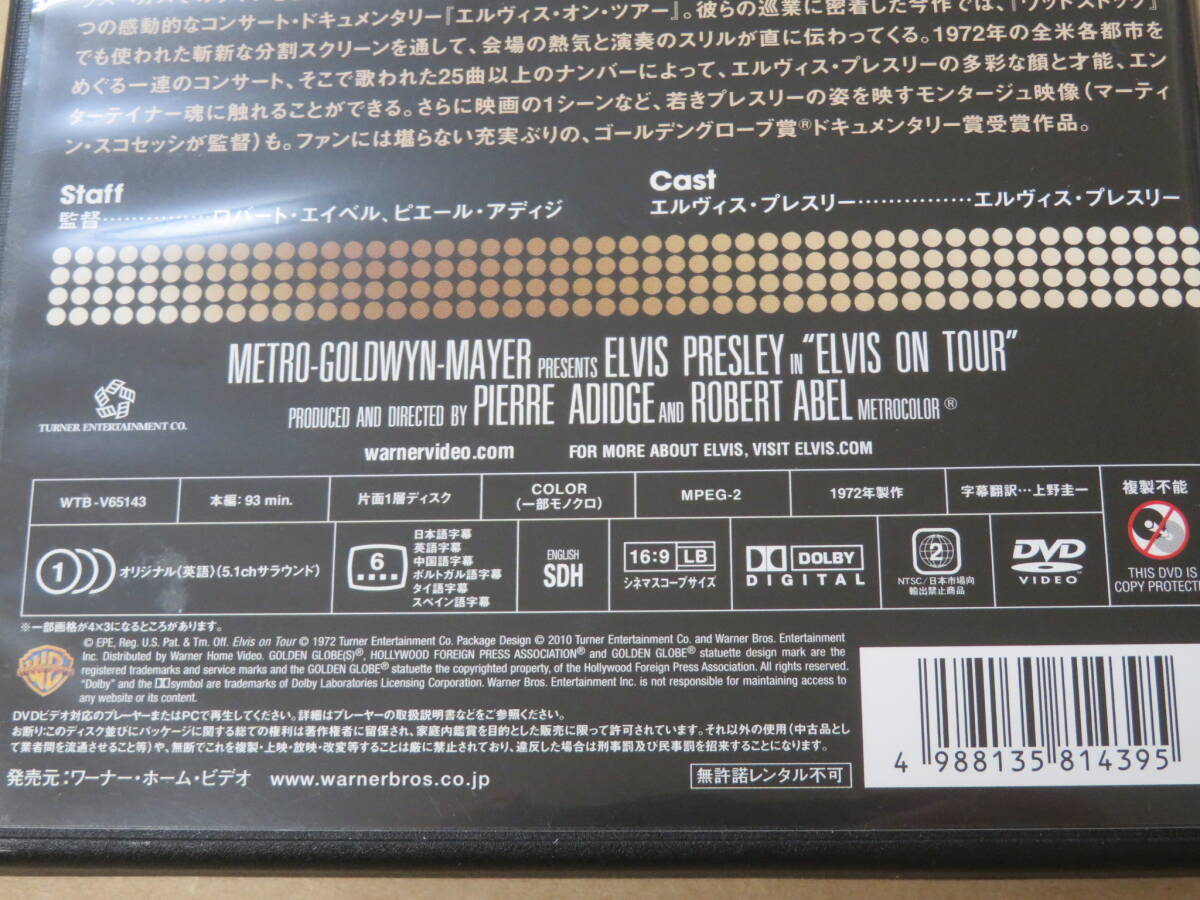 つの感動的なコンサート・ドキュメンタリー『エルヴィス・オン・ツアー』。彼らの巡業に密着した今作では、『ウッドストック』
でも使われた斬新な分割スクリーンを通して、会場の熱気と演奏のスリルが直に伝わってくる。1972年の全米各都市を
めぐる一連のコンサート、そこで歌われた25曲以上のナンバーによって、エルヴィス・プレスリーの多彩な顔と才能、エン
ターテイナー魂に触れることができる。さらに映画の1シーンなど、若きプレスリーの姿を映すモンタージュ映像(マーティ
ン・スコセッシが監督)も。ファンには堪らない充実ぶりの、ゴールデングローブ賞®ドキュメンタリー賞受賞作品。
Staff
監督……………ロバート・エイベル、ピエール・アディジ
Cast
エルヴィス・プレスリー……………エルヴィス・プレスリー
METRO-GOLDWYN-MAYER PRESENTS ELVIS PRESLEY IN "ELVIS ON TOUR"
PRODUCED AND DIRECTED BY PIERRE ADIDGE AND ROBERT ABEL METROCOLOR ®
TURNER ENTERTAINMENT CO.
warnervideo.com FOR MORE ABOUT ELVIS, VISIT ELVIS.COM
WTB-V65143
本編:93 min.
片面1層ディスク
COLOR
(一部モノクロ)
MPEG-2
1972年製作
字幕翻訳…上野圭一
複製不能
THIS DVD IS
COPY PROTECTE
1
オリジナル〈英語〉(5.1chサラウンド)
6
日本語字幕
英語字幕
中国語字幕
ポルトガル語字幕
タイ語字幕
スペイン語字幕
ENGLISH
SDH
16:9 LB
シネマスコープサイズ
DOLBY
DIGITAL
2
NTSC/日本市場向
輸出禁止商品
DVD
VIDEO
※一部画格が4×3になるところがあります。
© EPE, Reg. U.S. Pat. & Tm. Off. Elvis on Tour © 1972 Turner Entertainment Co. Package Design © 2010 Turner Entertainment Co. and Warner Bros. Entertainment
Inc. Distributed by Warner Home Video. GOLDEN GLOBE(S)®, HOLLYWOOD FOREIGN PRESS ASSOCIATION® and GOLDEN GLOBE® statuette design mark are the
registered trademarks and service marks and the GOLDEN GLOBE® statuette the copyrighted property, of the Hollywood Foreign Press Association. All rights reserved.
"Dolby" and the symbol are trademarks of Dolby Laboratories Licensing Corporation. Warner Bros. Entertainment Inc. is not responsible for maintaining access to
any website or its content.
DVDビデオ対応のプレーヤーまたはPCで再生してください。詳細はプレーヤーの取扱説明書などをご参照ください。
お断り:このディスク並びにパッケージに関する総ての権利は著作権者に留保され、家庭内鑑賞を目的とした販売に限って許可されています。それ以外の使用(中古品とし
て業者間を流通させること等)や、無断でこれを複製・上映・放映・改変等することは厳に禁止されており、違反した場合は刑事罰及び民事罰を招来することになります。
発売元:ワーナー・ホーム・ビデオ www.warnerbros.co.jp
無許諾レンタル不可
4 988135 814395